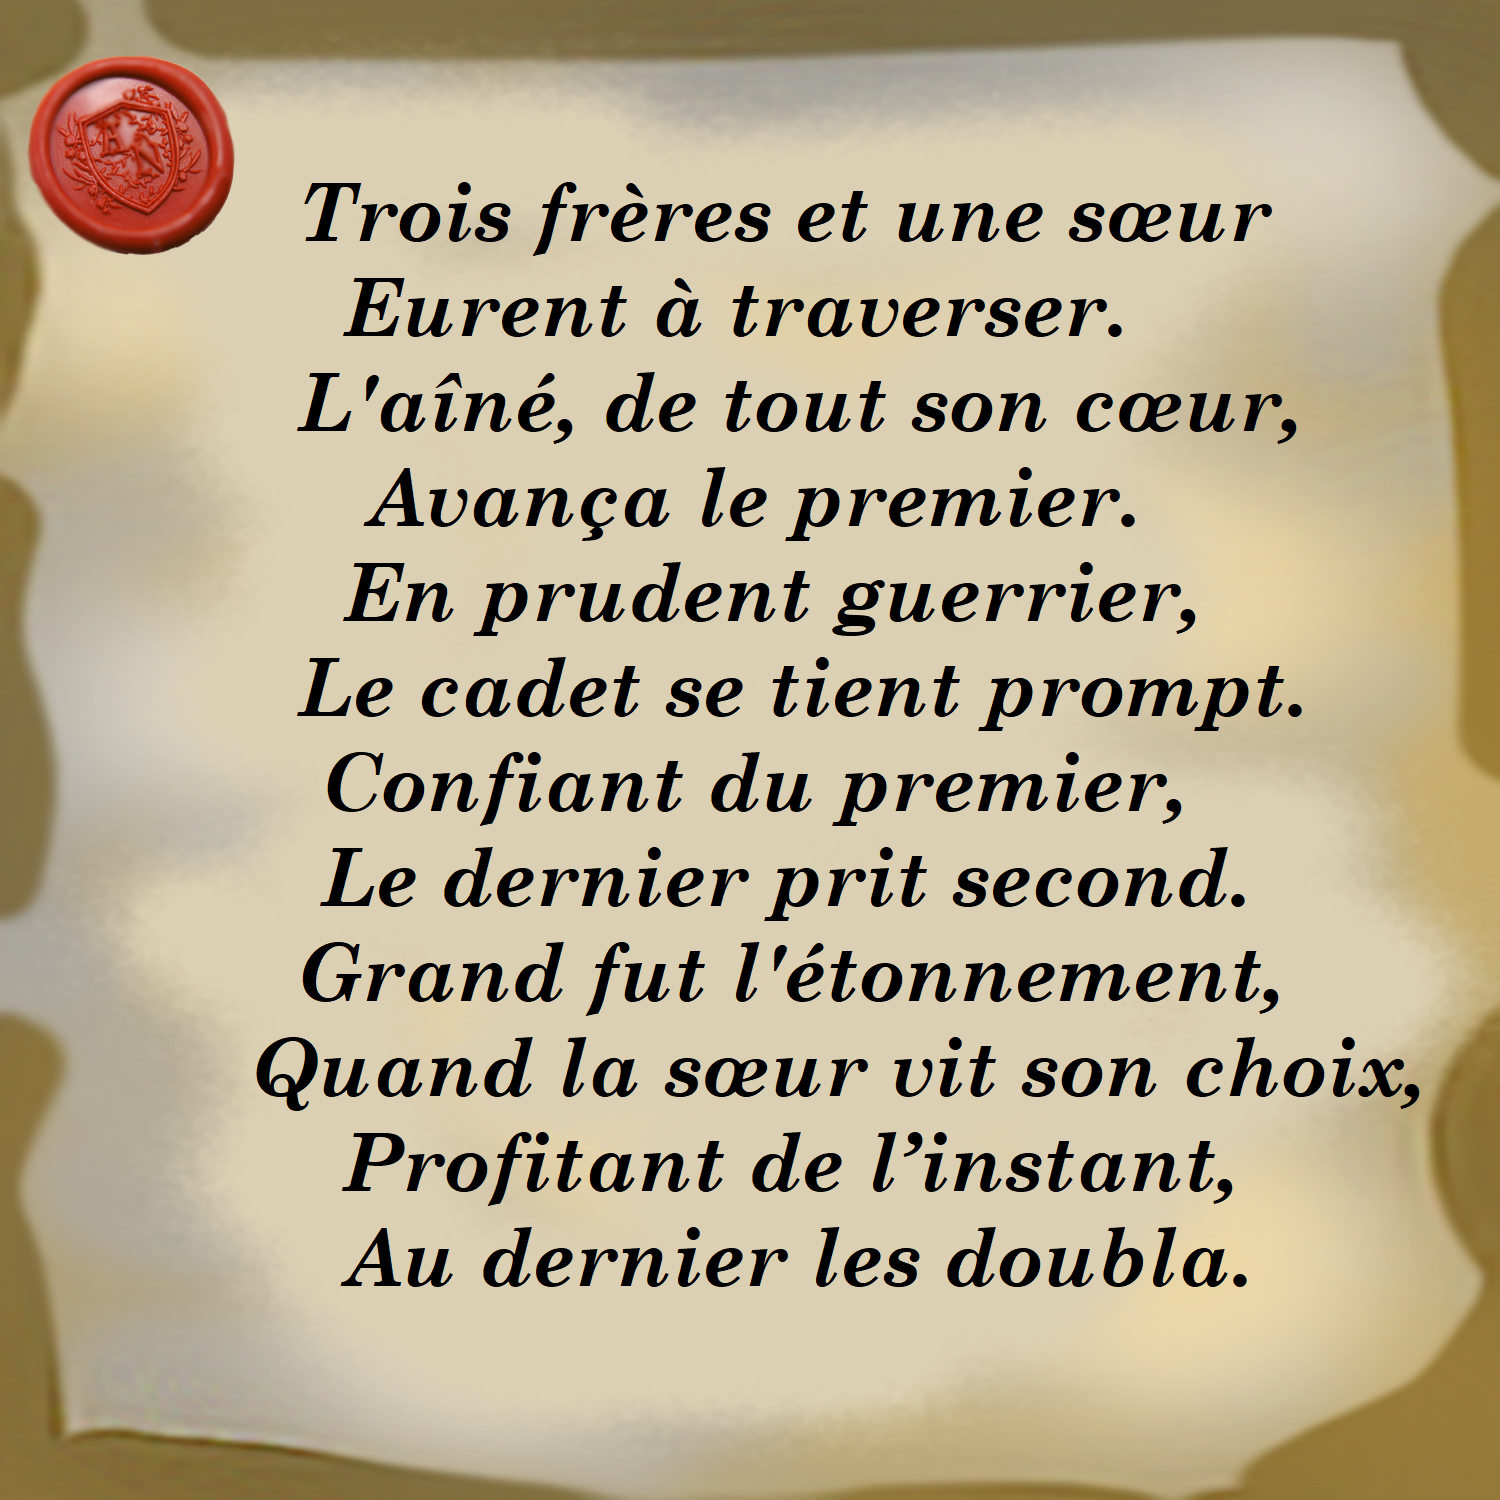 Trois frères et une sœur
Eurent à traverser.
L'aîné, de tout son cœur,
Avança le premier.
En prudent guerrier,
Le cadet se tient prompt.
Confiant du premier,
Le dernier prit second.
Grand fut l'étonnement,
Quand la sœur vit son choix,
Profitant de l’instant,
Au dernier les doubla.